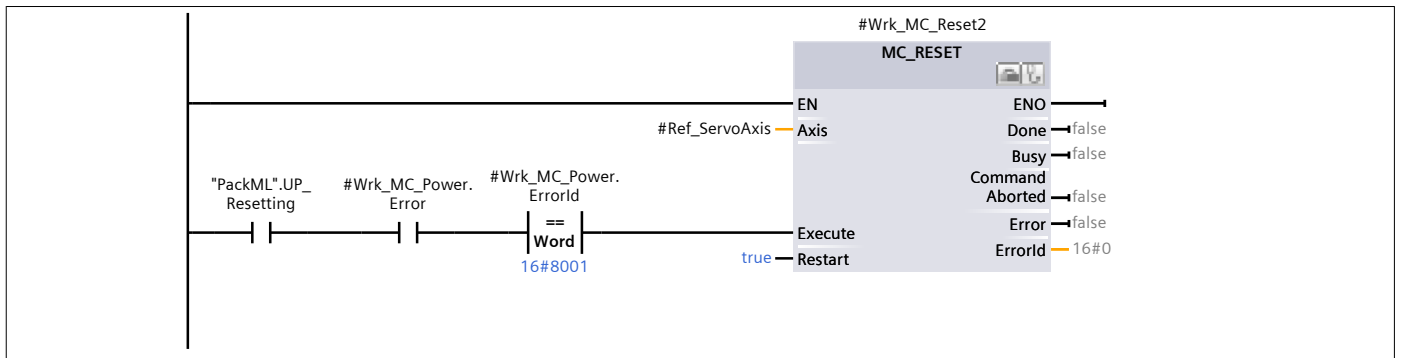 #Wrk_MC_Reset2
MC_RESET
EN
ENO
#Ref_ServoAxis
Axis
Done
false
Busy
false
Command
Aborted
false
"PackML".UP_
Resetting
#Wrk_MC_Power.
Error
#Wrk_MC_Power.
ErrorId
==
Word
16#8001
Execute
Error
false
true
Restart
ErrorId
16#0